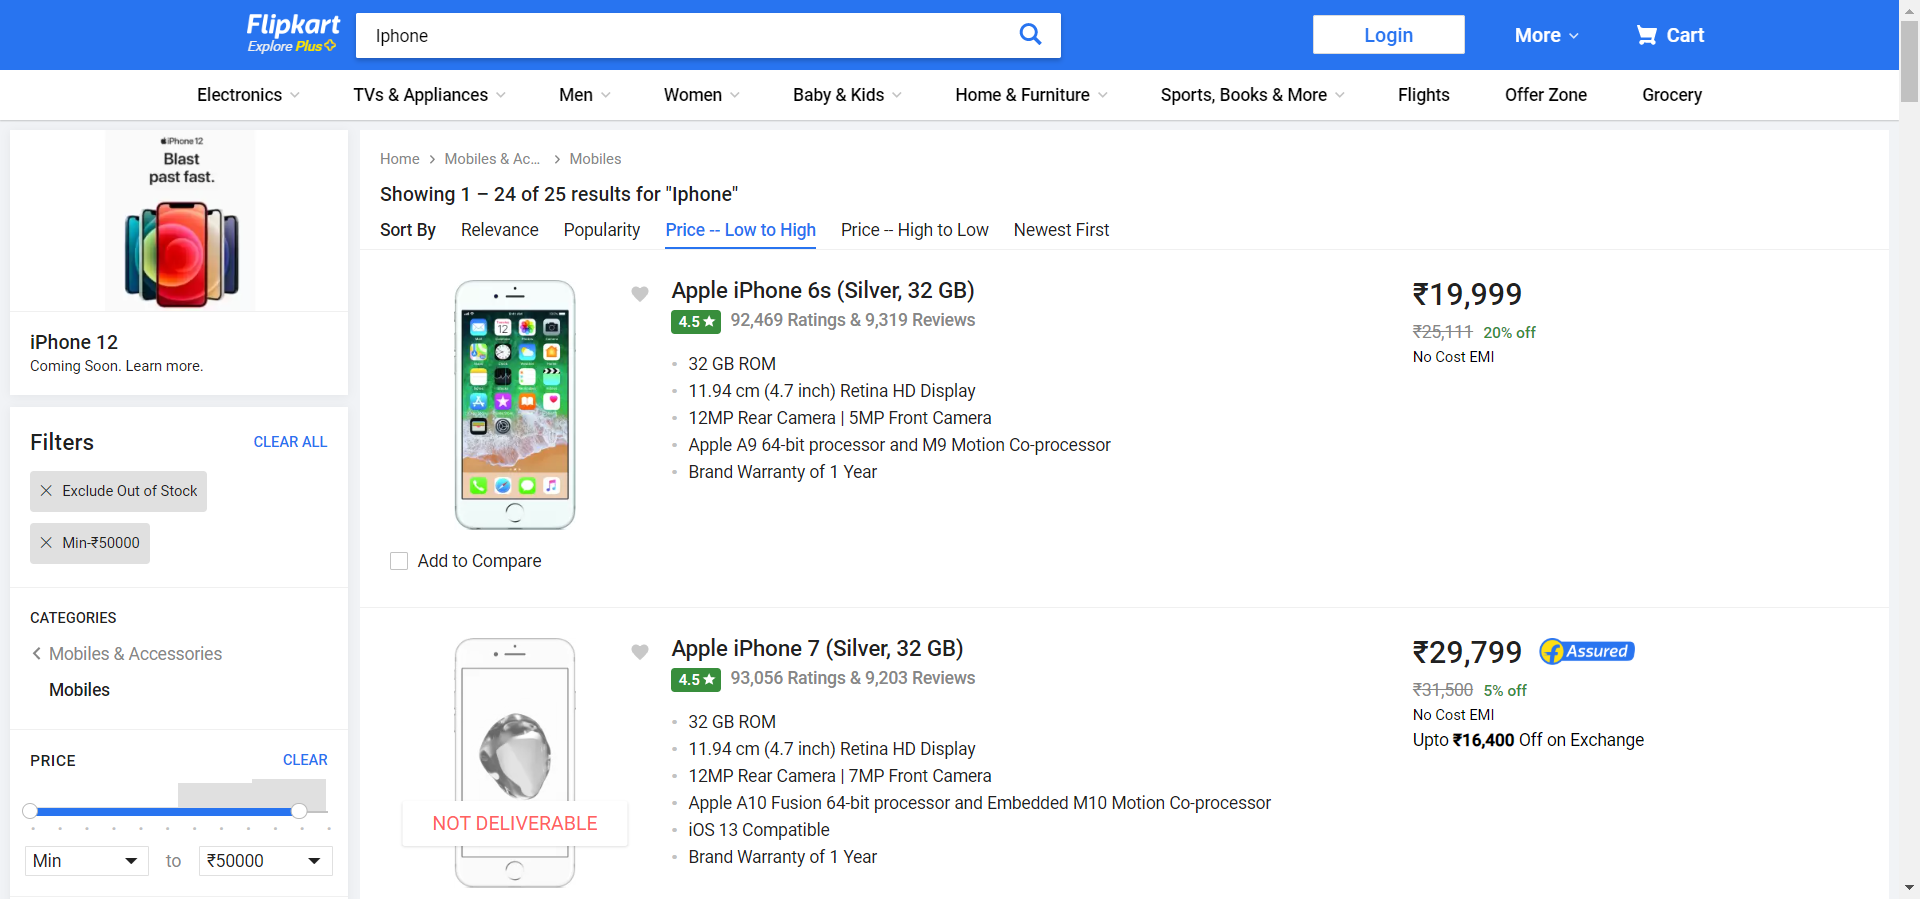 Flipkart
Explore Plus
Iphone
Login
More
Cart
Electronics
TVs & Appliances
Men
Women
Baby & Kids
Home & Furniture
Sports, Books & More
Flights
Offer Zone
Grocery
iPhone 12
Blast
past fast.
iPhone 12
Coming Soon. Learn more.
Filters
CLEAR ALL
Exclude Out of Stock
Min-₹50000
CATEGORIES
Mobiles & Accessories
Mobiles
PRICE
CLEAR
Min
to
₹50000
Home
Mobiles & Ac...
Mobiles
Showing 1 – 24 of 25 results for "Iphone"
Sort By
Relevance
Popularity
Price -- Low to High
Price -- High to Low
Newest First
Apple iPhone 6s (Silver, 32 GB)
4.5
92,469 Ratings & 9,319 Reviews
32 GB ROM
11.94 cm (4.7 inch) Retina HD Display
12MP Rear Camera | 5MP Front Camera
Apple A9 64-bit processor and M9 Motion Co-processor
Brand Warranty of 1 Year
₹19,999
₹25,111 20% off
No Cost EMI
Add to Compare
Apple iPhone 7 (Silver, 32 GB)
4.5
93,056 Ratings & 9,203 Reviews
32 GB ROM
11.94 cm (4.7 inch) Retina HD Display
12MP Rear Camera | 7MP Front Camera
Apple A10 Fusion 64-bit processor and Embedded M10 Motion Co-processor
iOS 13 Compatible
Brand Warranty of 1 Year
₹29,799
Assured
₹31,500 5% off
No Cost EMI
Upto ₹16,400 Off on Exchange
NOT DELIVERABLE